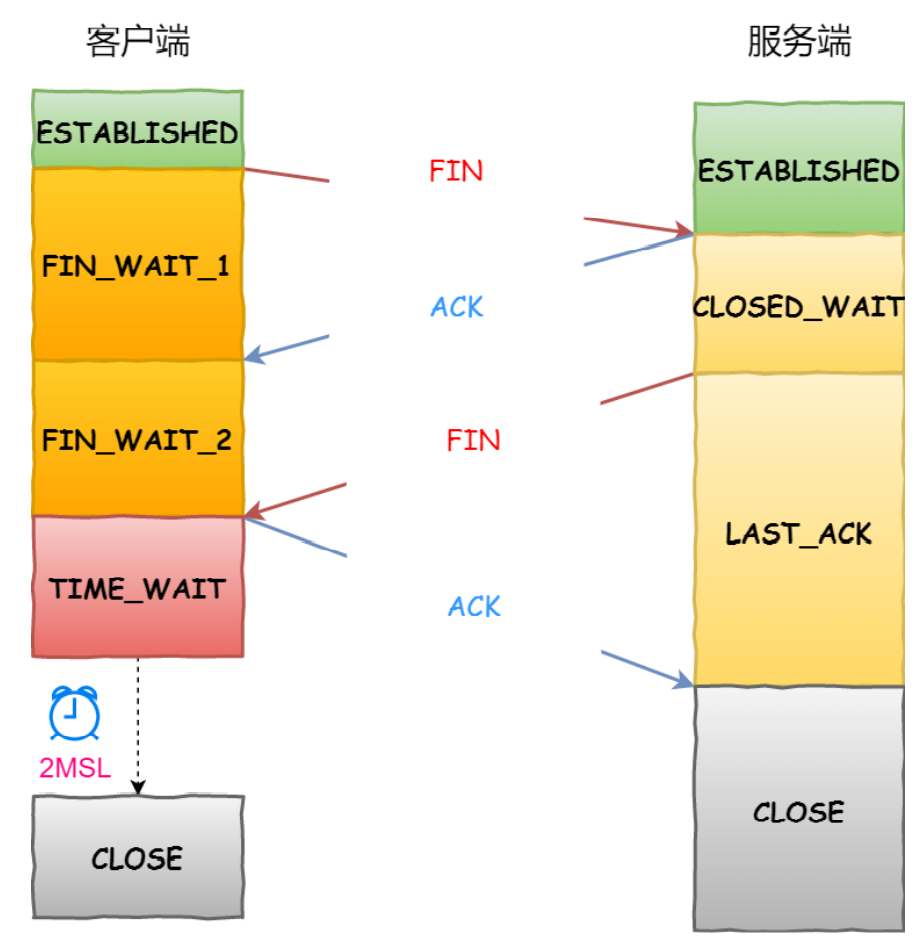 客户端
服务端
ESTABLISHED
FIN
ESTABLISHED
FIN_WAIT_1
ACK
CLOSED_WAIT
FIN_WAIT_2
FIN
LAST_ACK
TIME_WAIT
ACK
2MSL
CLOSE
CLOSE